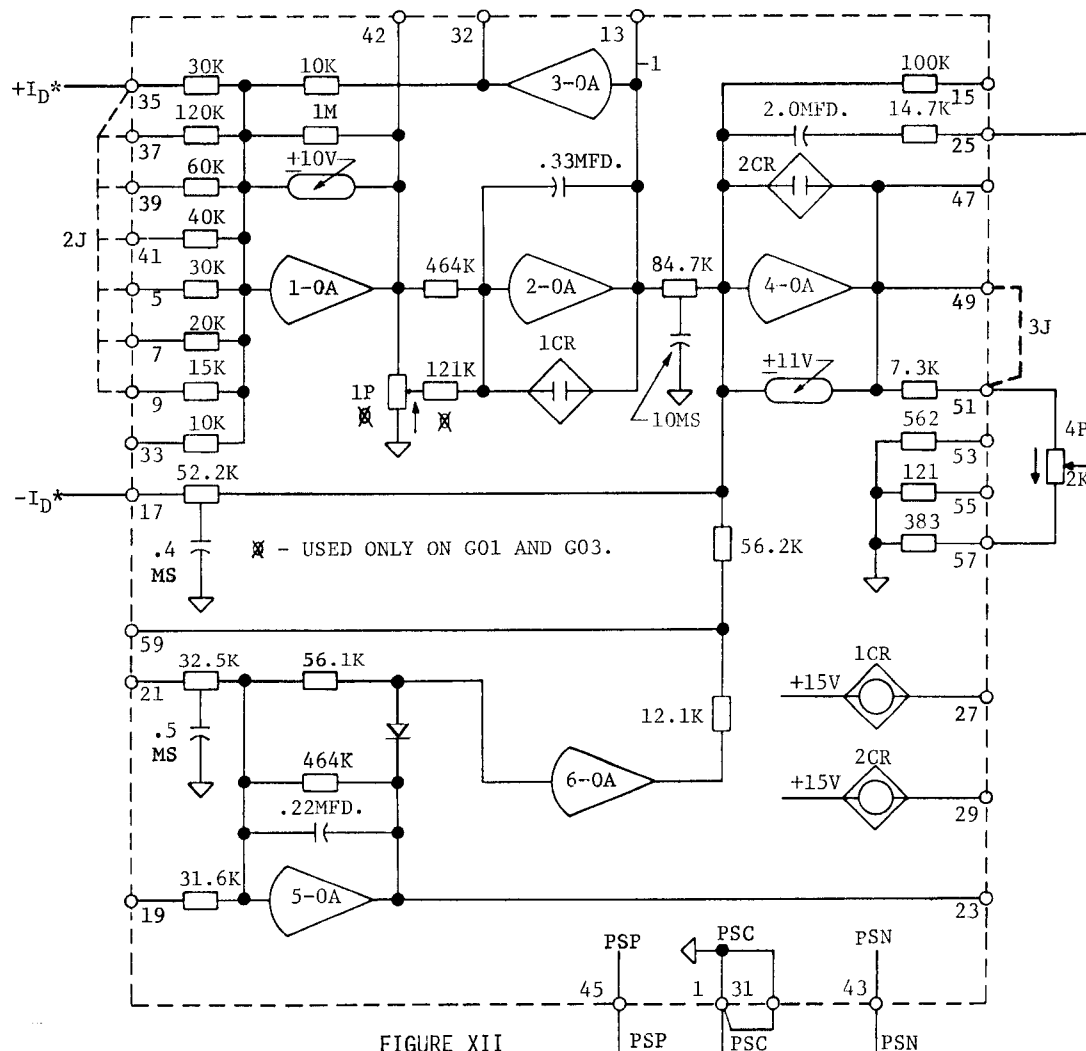 42 32 13
-1
+I_D* 35 30K 10K 3-OA 100K 15
120K 1M 2.0MFD. 14.7K
37 25
60K ±10V .33MFD. 2CR
39 47
2J 40K
41
30K 1-OA 464K 2-OA 84.7K 4-OA
5 49
20K 3J
7 1CR ±11V
15K 1P 121K 7.3K
9 10MS 51
10K 562 4P
33 53
52.2K 121 2K
-I_D* 17 55
.4 MS 383
⦻ - USED ONLY ON G01 AND G03. 56.2K 57
59
32.5K 56.1K 1CR
21 +15V 27
.5 MS 12.1K
464K 6-OA 2CR
.22MFD. +15V 29
31.6K 5-OA
19 23
PSP PSC PSN
45 1 31 43
FIGURE XII PSP PSC PSN